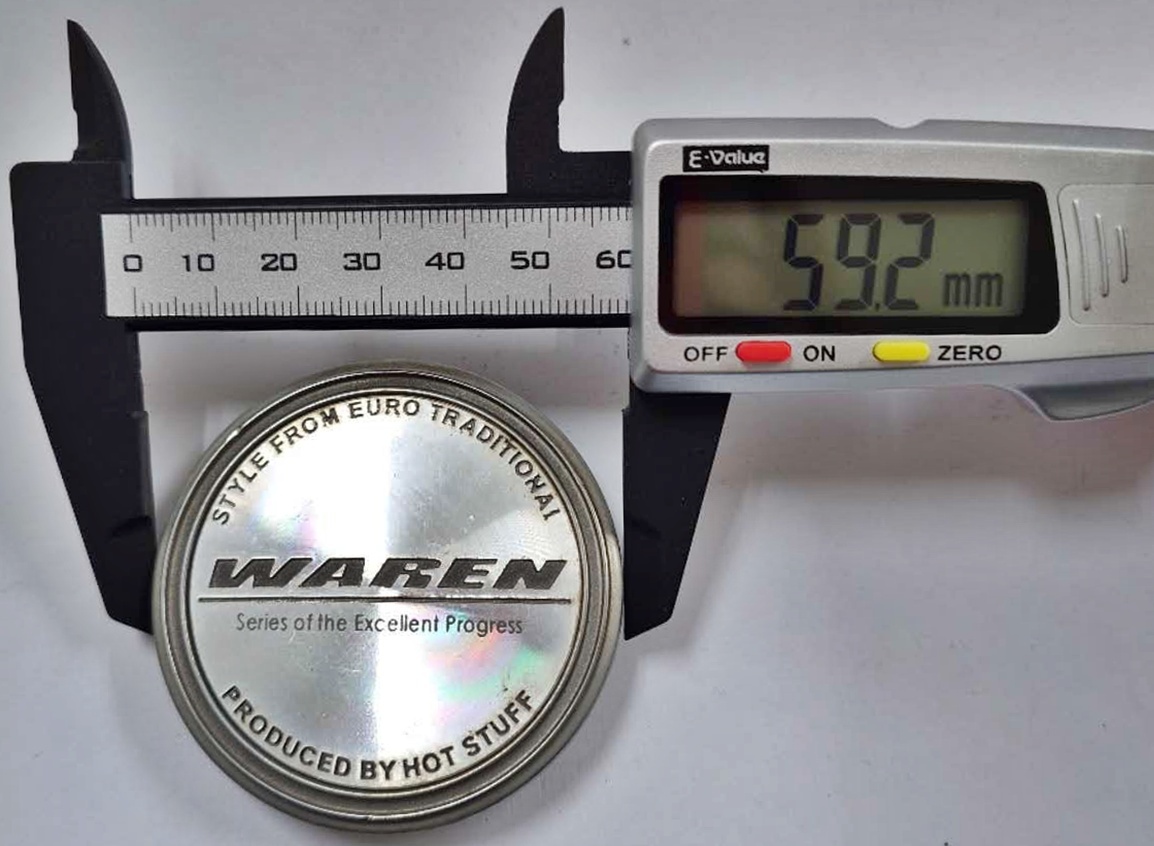 E·Value
59.2 mm
0 10 20 30 40 50 60
OFF ON ZERO
STYLE FROM EURO TRADITIONAL
WAREN
Series of the Excellent Progress
PRODUCED BY HOT STUFF